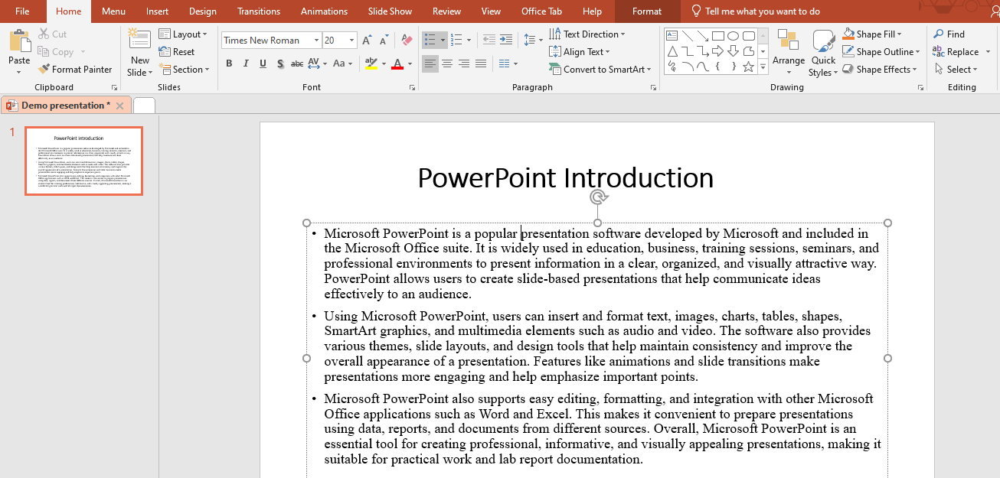 File Home Menu Insert Design Transitions Animations Slide Show Review View Office Tab Help Format Tell me what you want to do
Cut Layout Times New Roman 20 Text Direction Shape Fill Find
Paste Copy New Slide Reset Align Text Arrange Quick Styles Shape Outline Replace
Format Painter Section B I U S abc AV Aa ab A Convert to SmartArt Shape Effects Select
Clipboard Slides Font Paragraph Drawing Editing
Demo presentation *
1
PowerPoint Introduction
PowerPoint Introduction
• Microsoft PowerPoint is a popular presentation software developed by Microsoft and included in
the Microsoft Office suite. It is widely used in education, business, training sessions, seminars, and
professional environments to present information in a clear, organized, and visually attractive way.
PowerPoint allows users to create slide-based presentations that help communicate ideas
effectively to an audience.
• Using Microsoft PowerPoint, users can insert and format text, images, charts, tables, shapes,
SmartArt graphics, and multimedia elements such as audio and video. The software also provides
various themes, slide layouts, and design tools that help maintain consistency and improve the
overall appearance of a presentation. Features like animations and slide transitions make
presentations more engaging and help emphasize important points.
• Microsoft PowerPoint also supports easy editing, formatting, and integration with other Microsoft
Office applications such as Word and Excel. This makes it convenient to prepare presentations
using data, reports, and documents from different sources. Overall, Microsoft PowerPoint is an
essential tool for creating professional, informative, and visually appealing presentations, making it
suitable for practical work and lab report documentation.